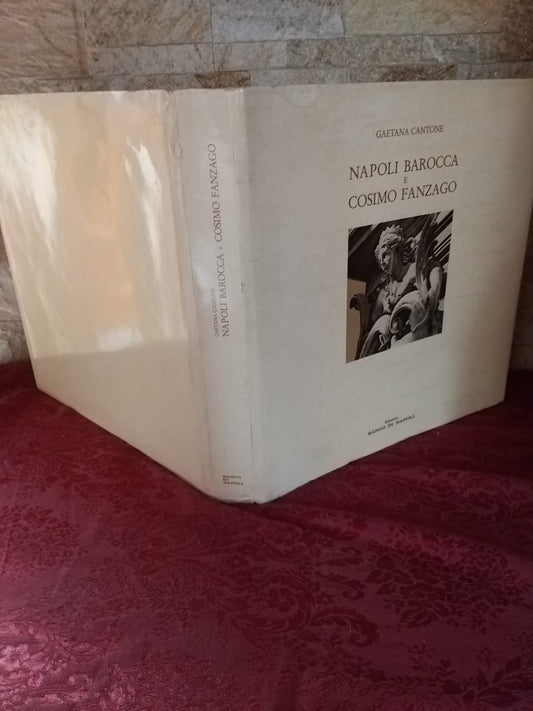 GAETANA CANTONE
NAPOLI BAROCCA
E
COSIMO FANZAGO
BANCO DI NAPOLI
GAETANA CANTONE
NAPOLI BAROCCA E COSIMO FANZAGO
BANCO
DI
NAPOLI